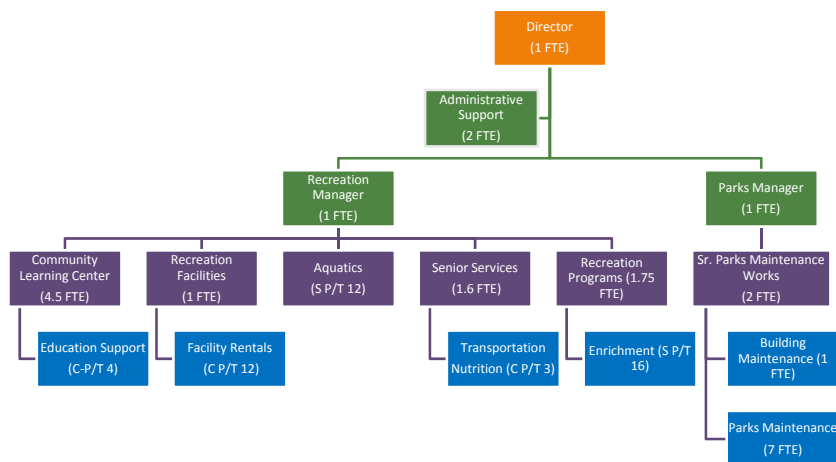 Director
(1 FTE)
Administrative
Support
(2 FTE)
Recreation
Manager
(1 FTE)
Parks Manager
(1 FTE)
Community
Learning Center
(4.5 FTE)
Recreation
Facilities
(1 FTE)
Aquatics
(S P/T 12)
Senior Services
(1.6 FTE)
Recreation
Programs (1.75
FTE)
Sr. Parks Maintenance
Works
(2 FTE)
Education Support
(C-P/T 4)
Facility Rentals
(C P/T 12)
Transportation
Nutrition (C P/T 3)
Enrichment (S P/T
16)
Building
Maintenance (1
FTE)
Parks Maintenance
(7 FTE)